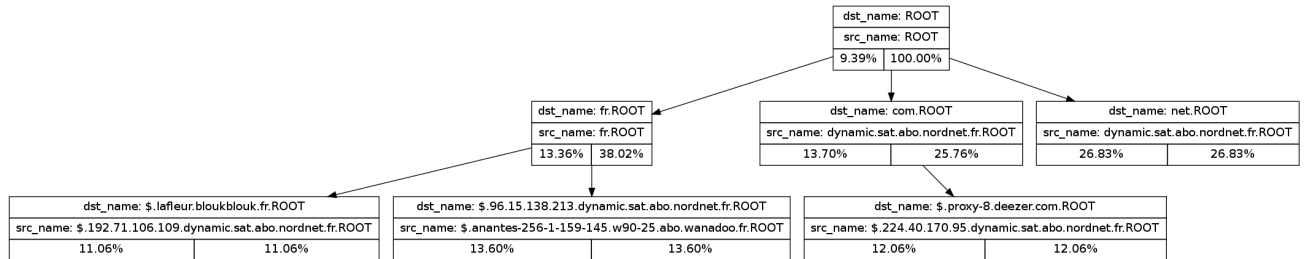 dst_name: ROOT
src_name: ROOT
9.39% 100.00%
dst_name: fr.ROOT
src_name: fr.ROOT
13.36% 38.02%
dst_name: com.ROOT
src_name: dynamic.sat.abo.nordnet.fr.ROOT
13.70% 25.76%
dst_name: net.ROOT
src_name: dynamic.sat.abo.nordnet.fr.ROOT
26.83% 26.83%
dst_name: $.lafleur.bloukblouk.fr.ROOT
src_name: $.192.71.106.109.dynamic.sat.abo.nordnet.fr.ROOT
11.06% 11.06%
dst_name: $.96.15.138.213.dynamic.sat.abo.nordnet.fr.ROOT
src_name: $.anantes-256-1-159-145.w90-25.abo.wanadoo.fr.ROOT
13.60% 13.60%
dst_name: $.proxy-8.deezer.com.ROOT
src_name: $.224.40.170.95.dynamic.sat.abo.nordnet.fr.ROOT
12.06% 12.06%